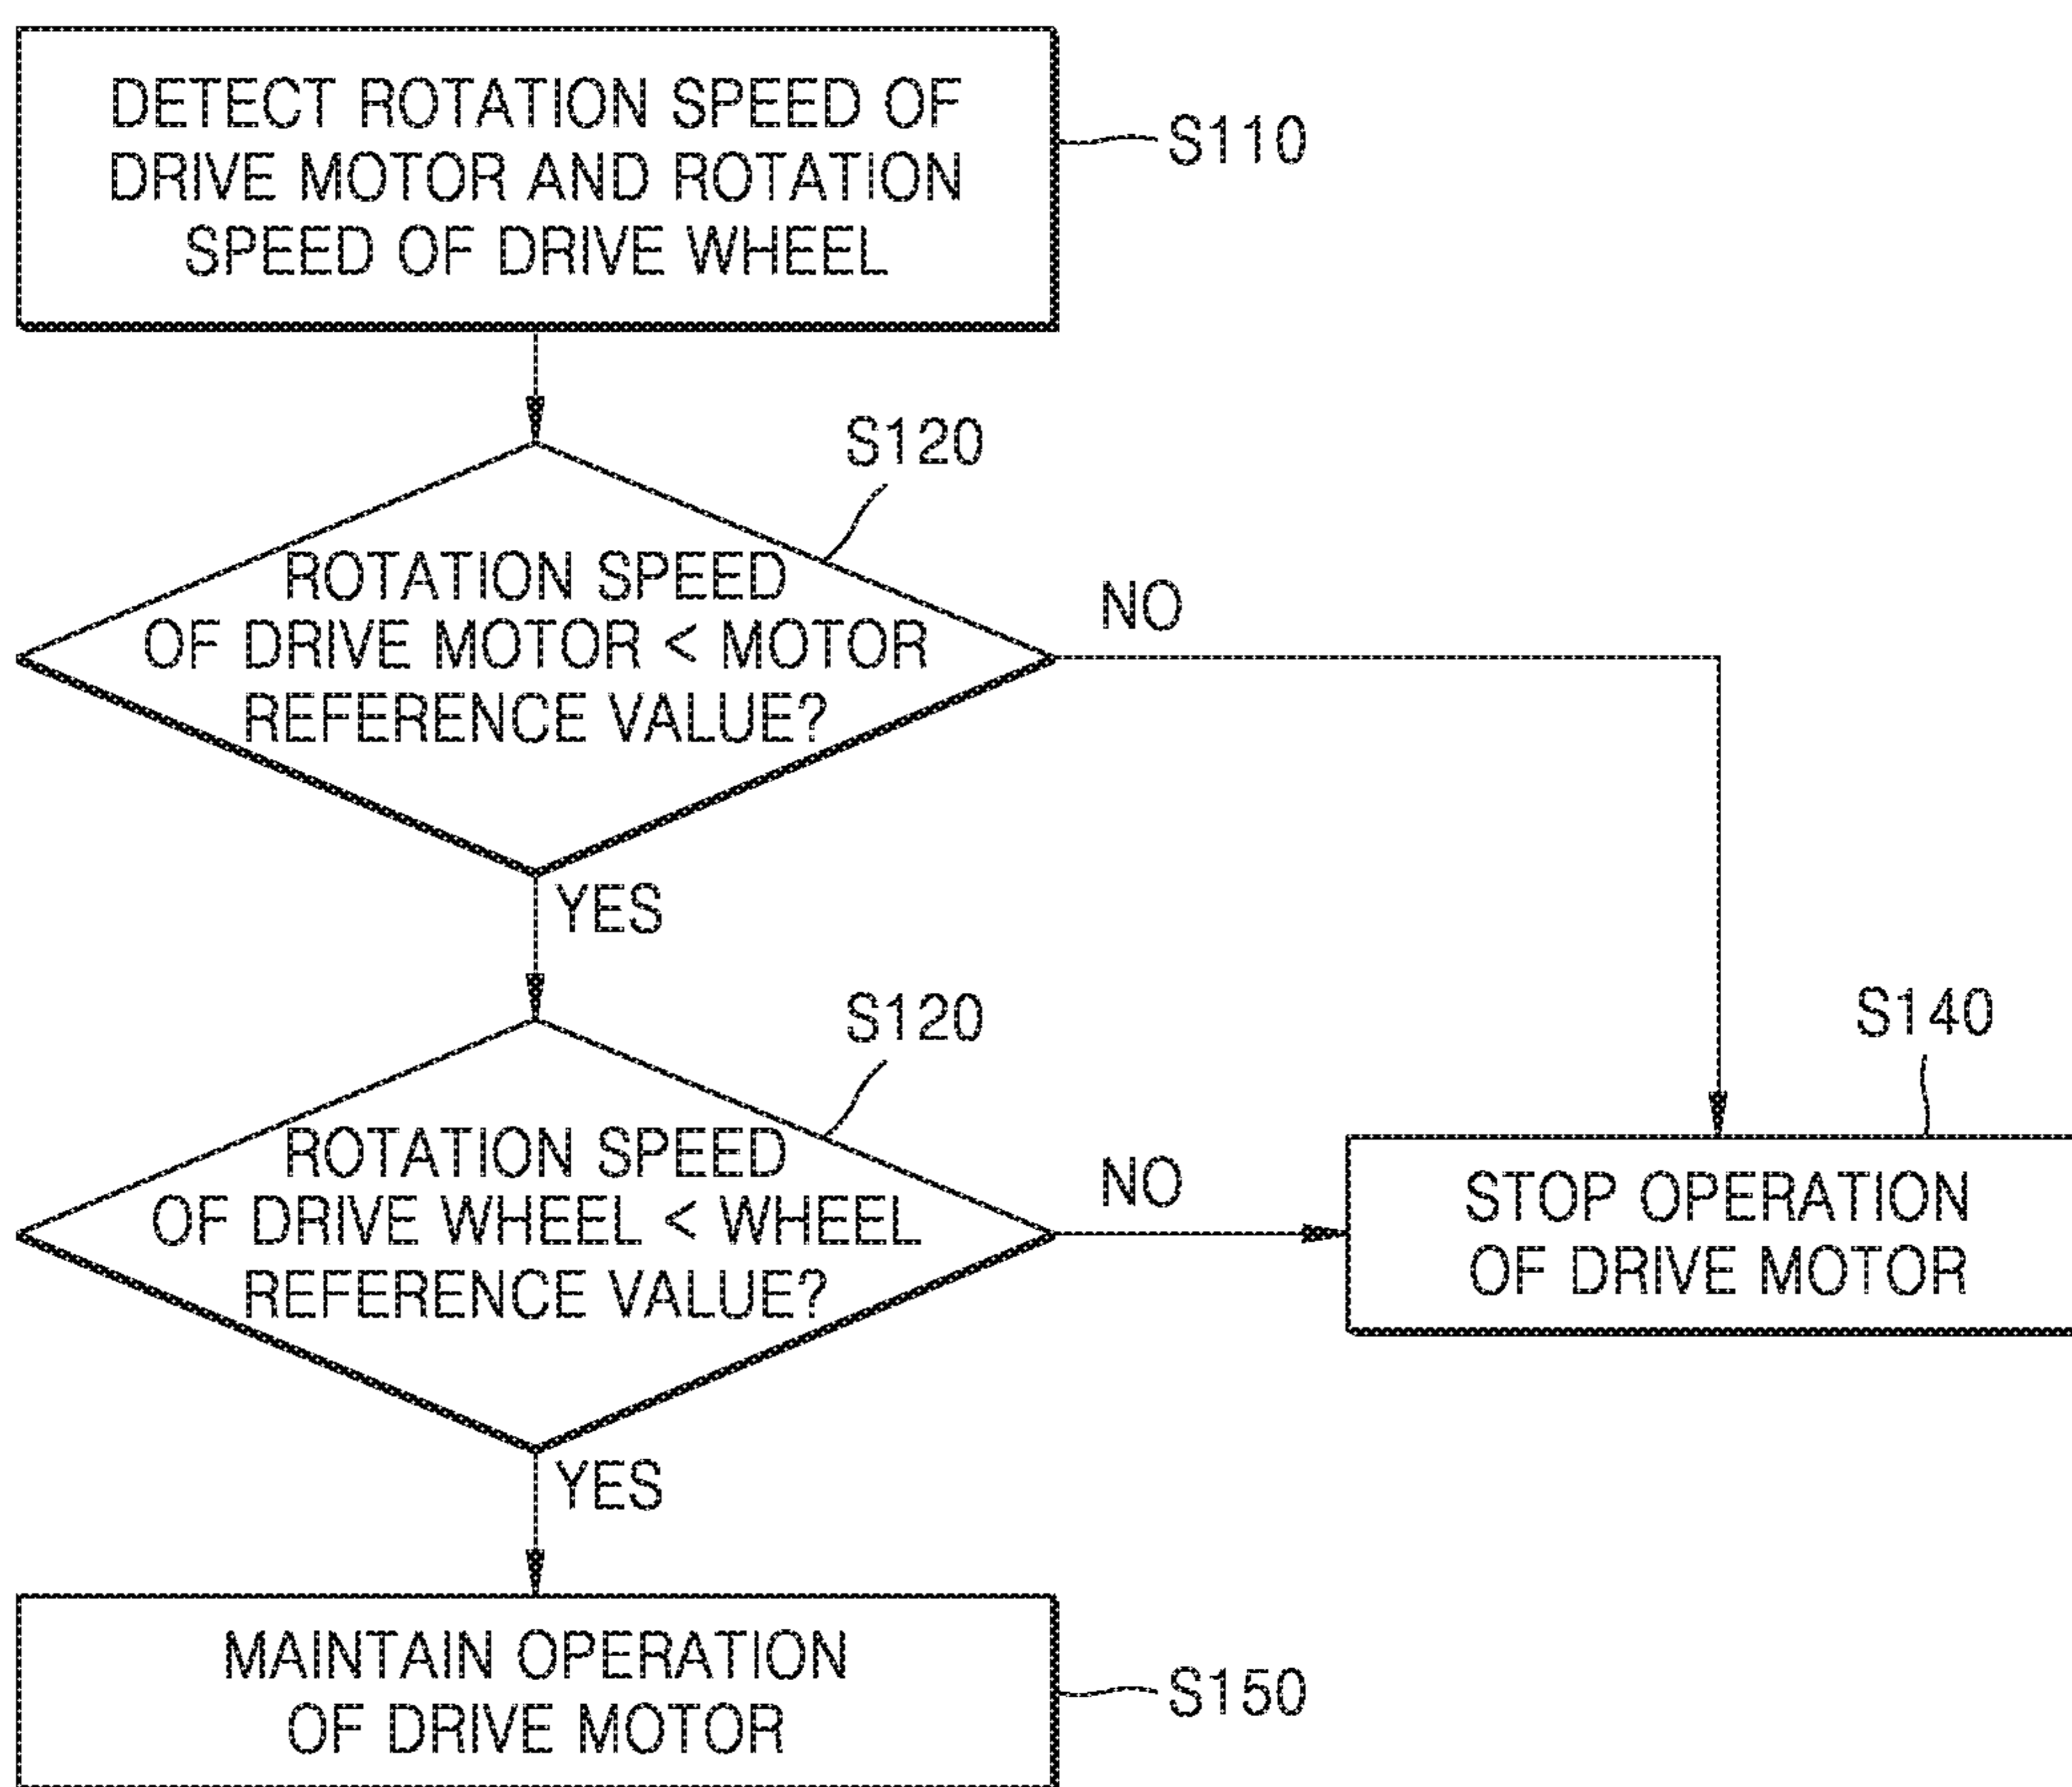 DETECT ROTATION SPEED OF
DRIVE MOTOR AND ROTATION
SPEED OF DRIVE WHEEL
S110
S120
ROTATION SPEED
OF DRIVE MOTOR < MOTOR
REFERENCE VALUE?
NO
YES
S120
ROTATION SPEED
OF DRIVE WHEEL < WHEEL
REFERENCE VALUE?
NO
S140
STOP OPERATION
OF DRIVE MOTOR
YES
MAINTAIN OPERATION
OF DRIVE MOTOR
S150